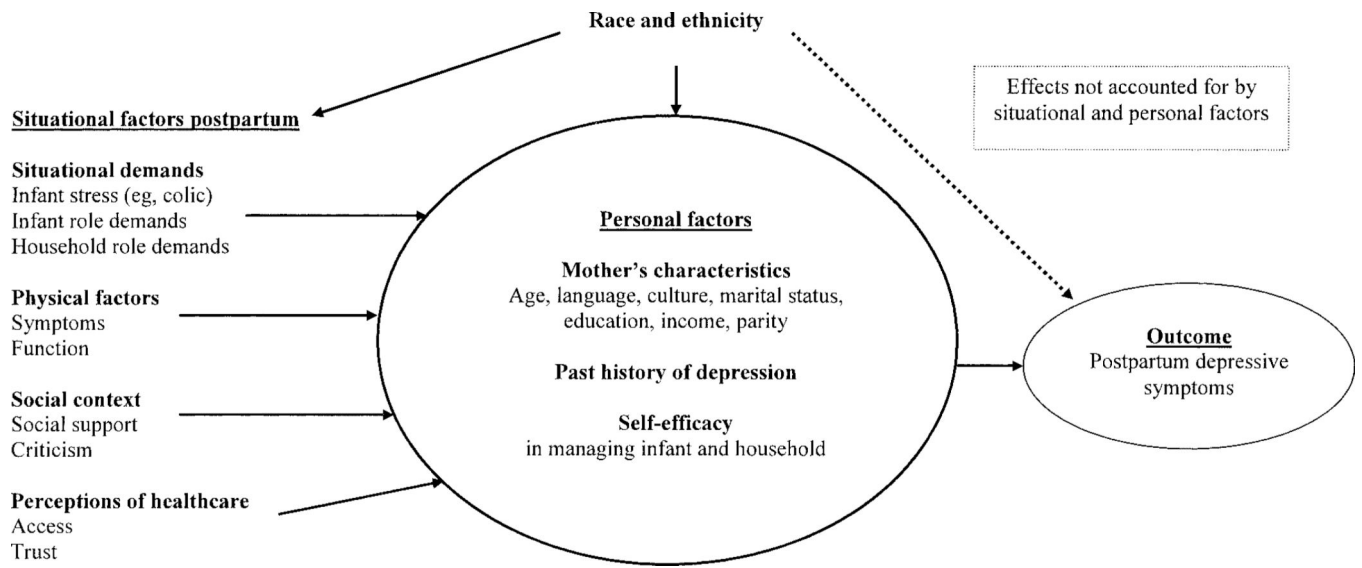 Race and ethnicity
Effects not accounted for by
situational and personal factors
Situational factors postpartum
Situational demands
Infant stress (eg, colic)
Infant role demands
Household role demands
Physical factors
Symptoms
Function
Social context
Social support
Criticism
Perceptions of healthcare
Access
Trust
Personal factors
Mother's characteristics
Age, language, culture, marital status,
education, income, parity
Past history of depression
Self-efficacy
in managing infant and household
Outcome
Postpartum depressive
symptoms